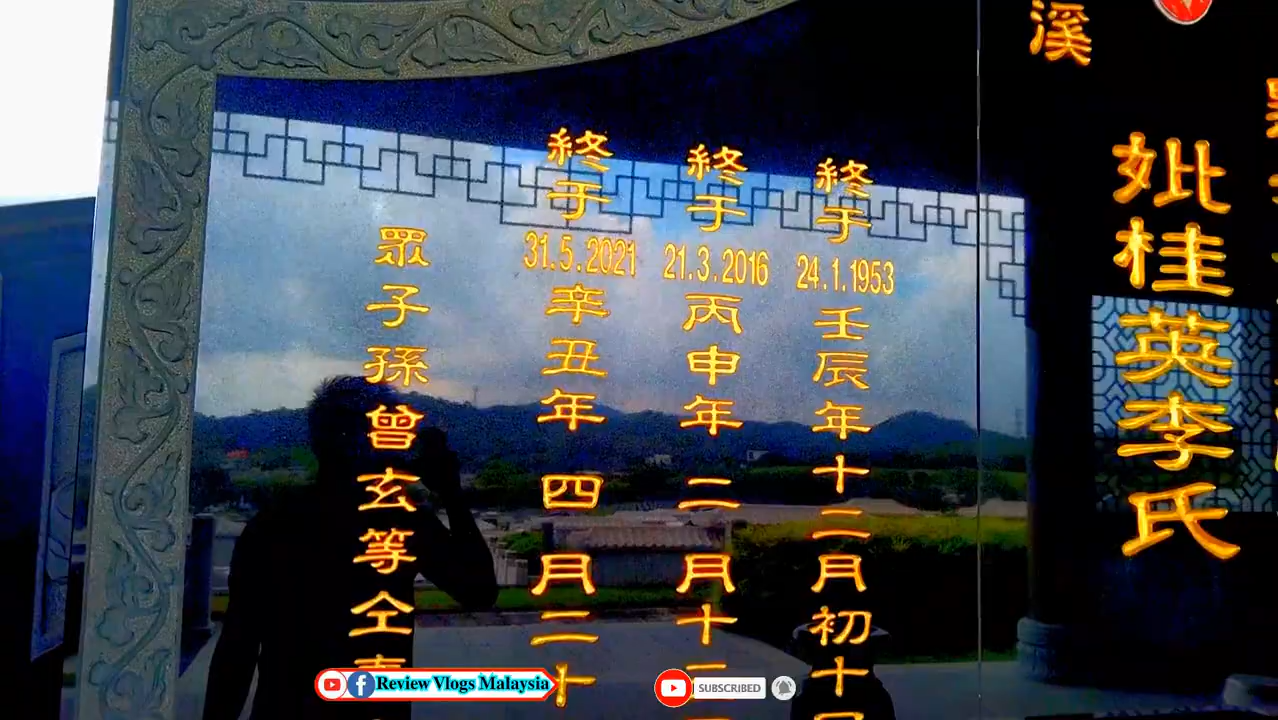 溪
妣桂英李氏
終于
24.1.1953
壬辰年十二月初十
終于
21.3.2016
丙申年二月十
終于
31.5.2021
辛丑年四月二十
眾子孫曾玄等仝
Review Vlogs Malaysia
SUBSCRIBED